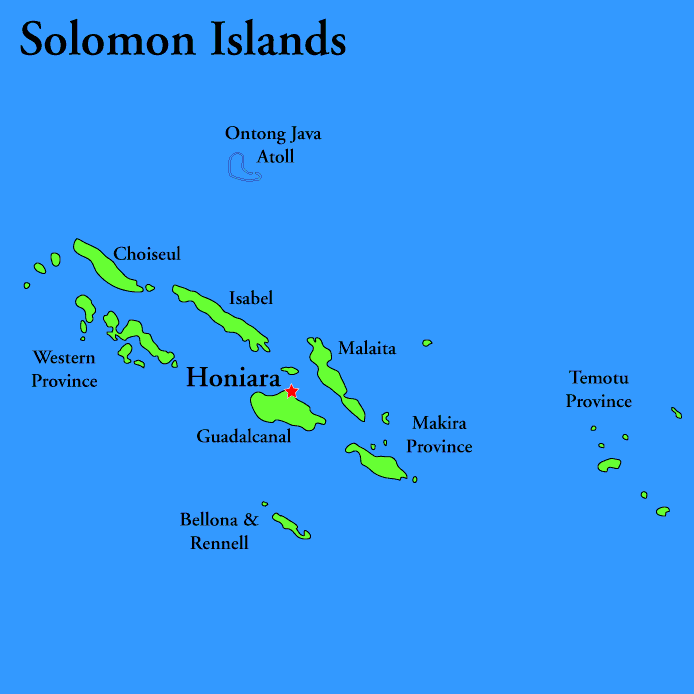 Solomon Islands
Ontong Java
Atoll
Choiseul
Isabel
Western
Province
Honiara
Malaita
Temotu
Province
Guadalcanal
Makira
Province
Bellona &
Rennell